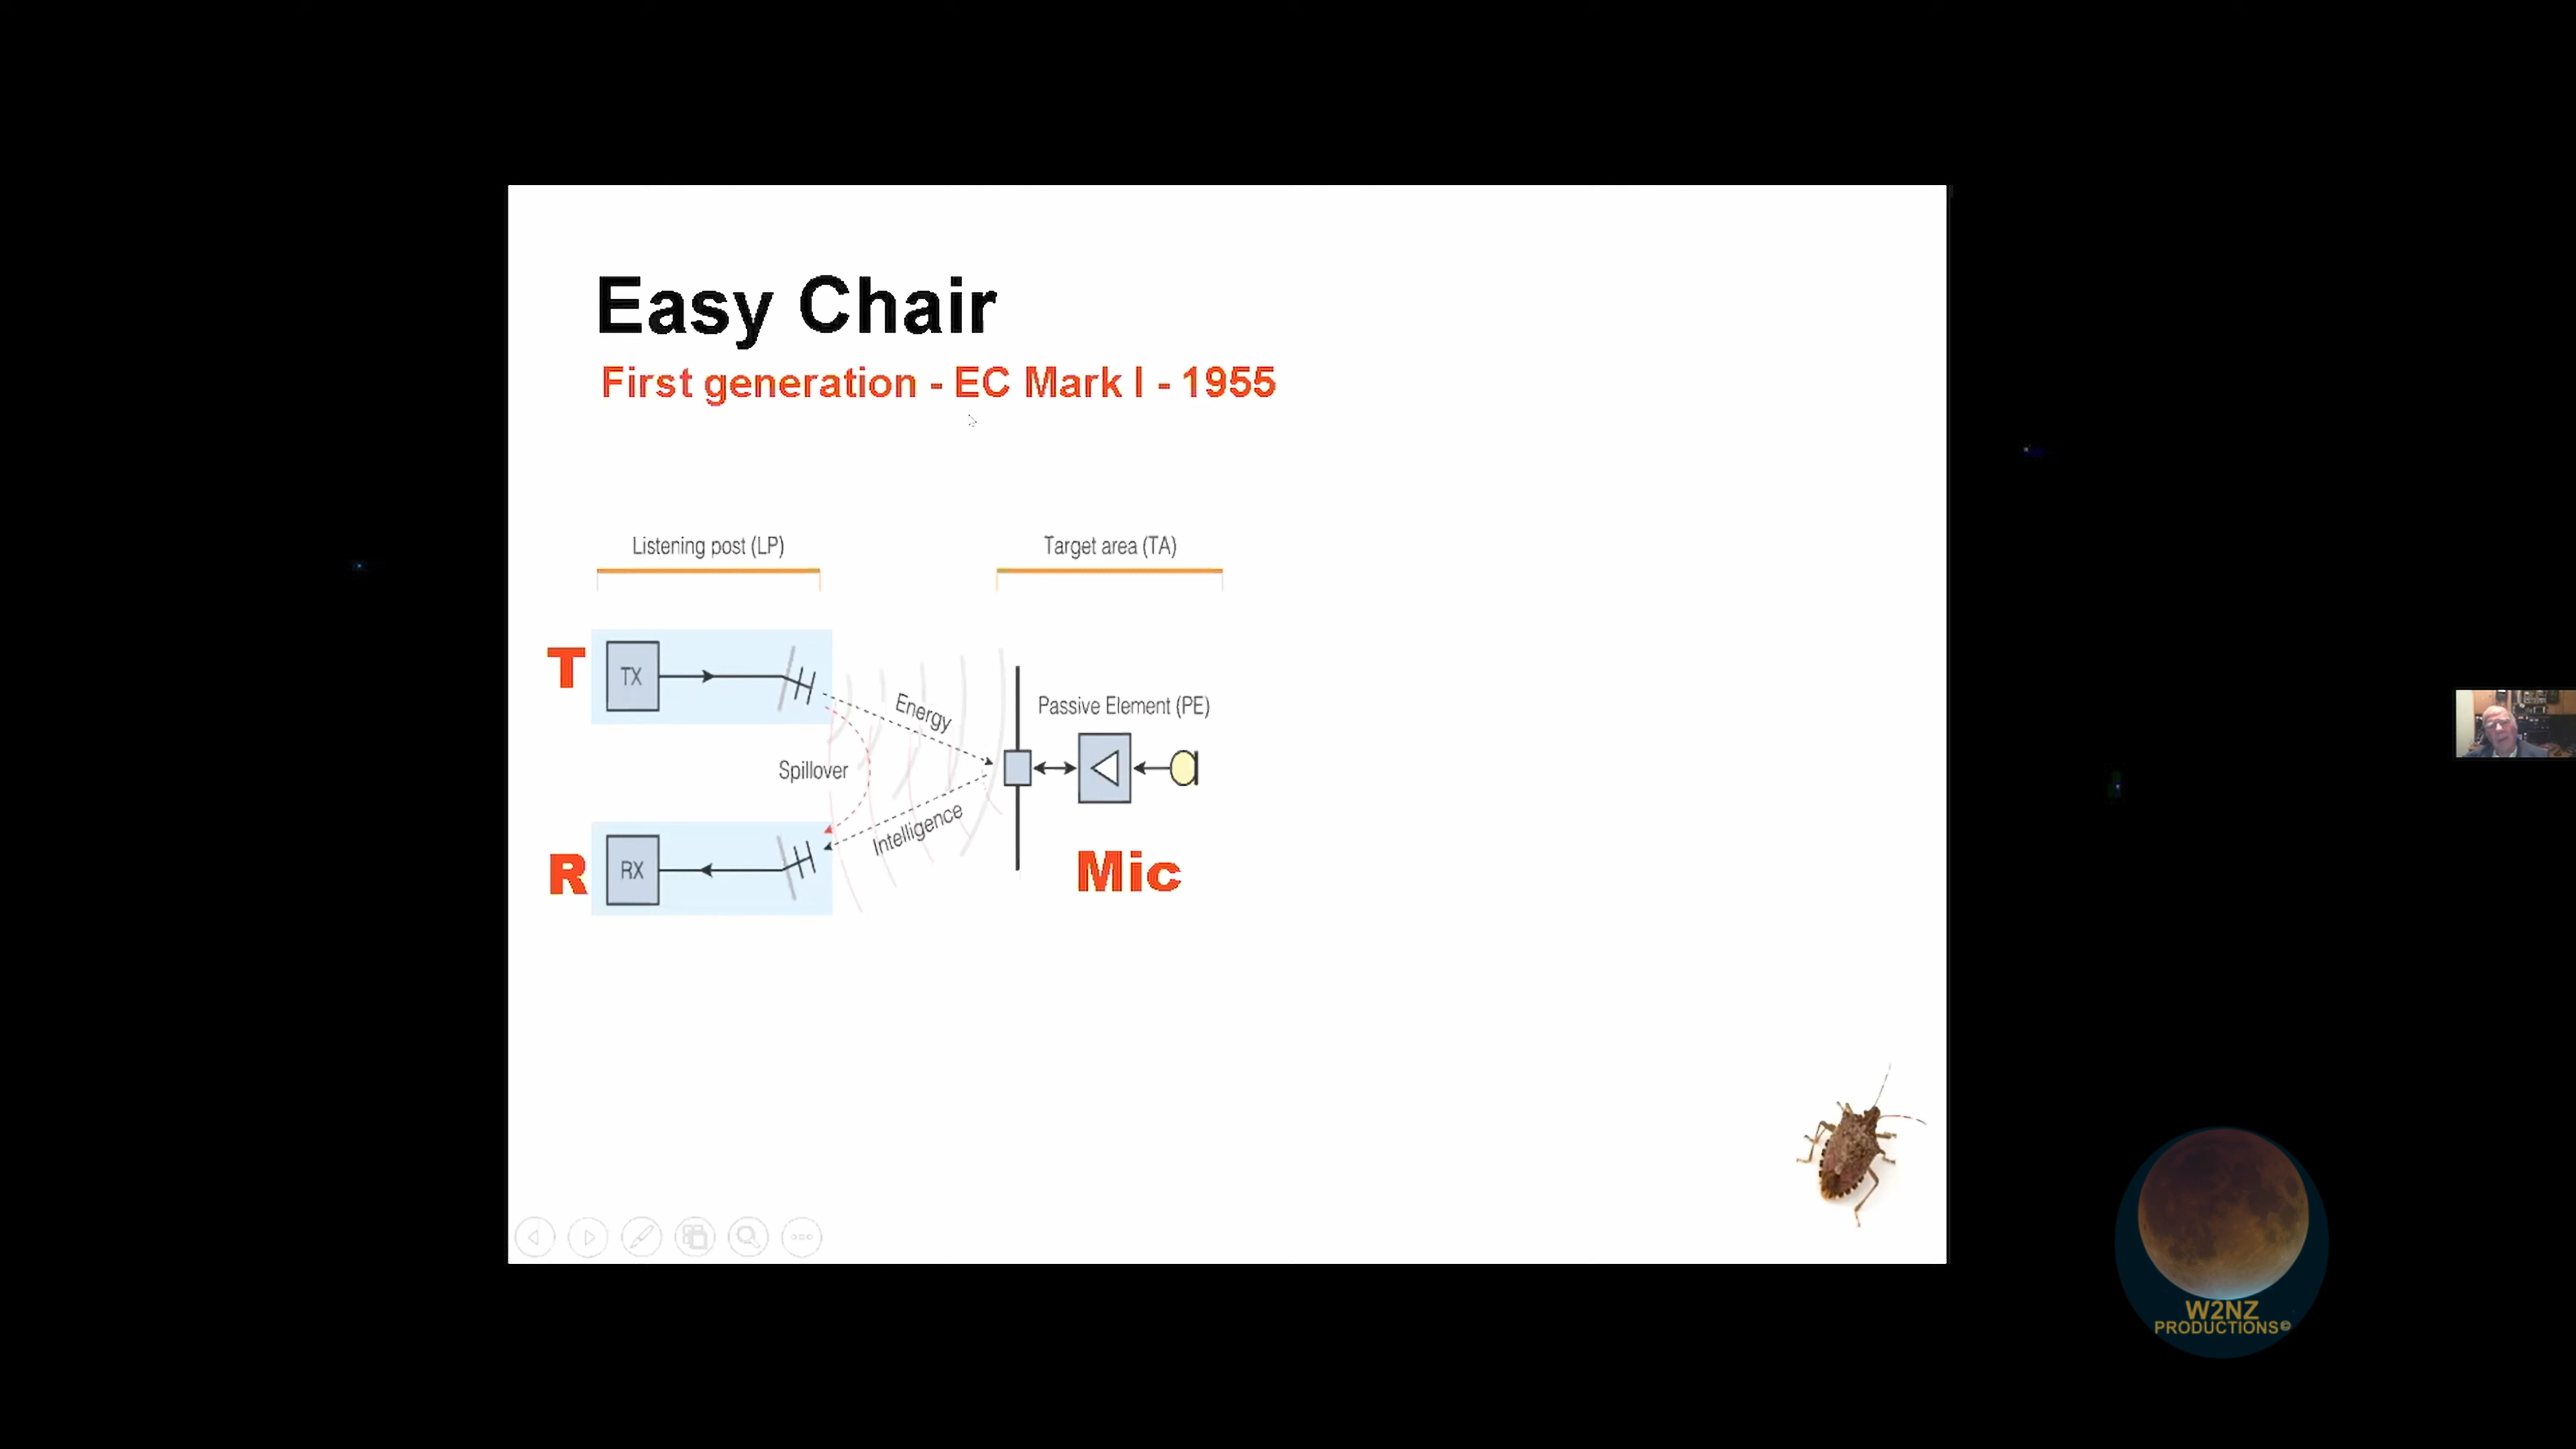 Easy Chair
First generation - EC Mark I - 1955
Listening post (LP)
Target area (TA)
T
TX
Energy
Passive Element (PE)
Spillover
Intelligence
R
RX
Mic
W2NZ
PRODUCTIONS©